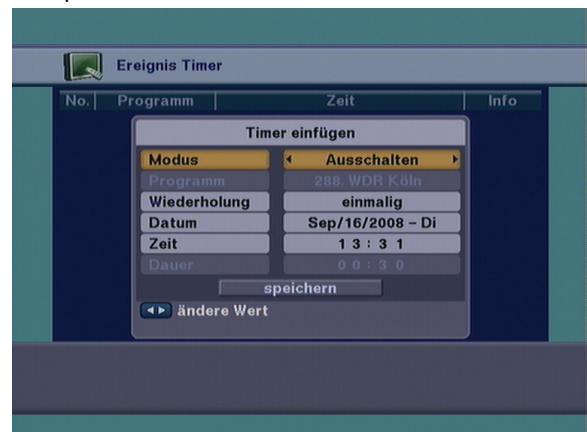 Ereignis Timer
No. Programm Zeit Info
Timer einfügen
Modus Ausschalten
Programm 288. WDR Köln
Wiederholung einmalig
Datum Sep/16/2008 – Di
Zeit 13:31
Dauer 00:30
speichern
ändere Wert